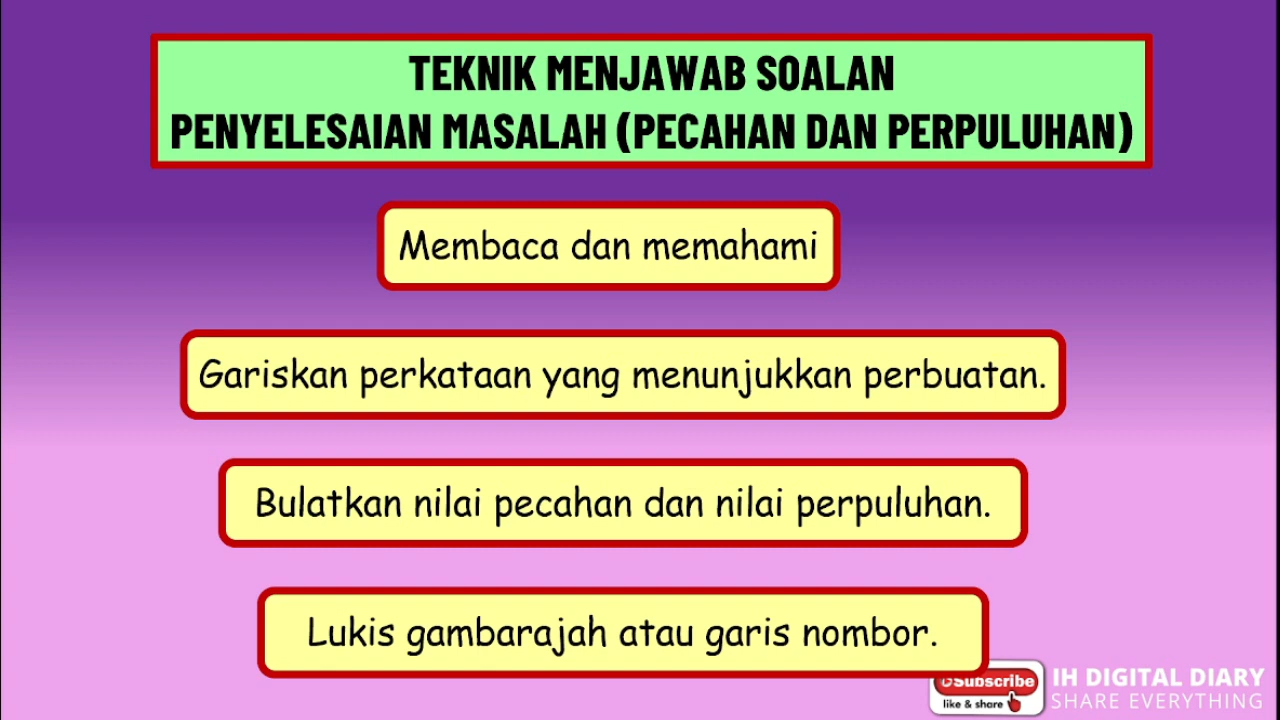 TEKNIK MENJAWAB SOALAN
PENYELESAIAN MASALAH (PECAHAN DAN PERPULUHAN)
Membaca dan memahami
Gariskan perkataan yang menunjukkan perbuatan.
Bulatkan nilai pecahan dan nilai perpuluhan.
Lukis gambarajah atau garis nombor.
Subscribe
like & share
IH DIGITAL DIARY
SHARE EVERYTHING